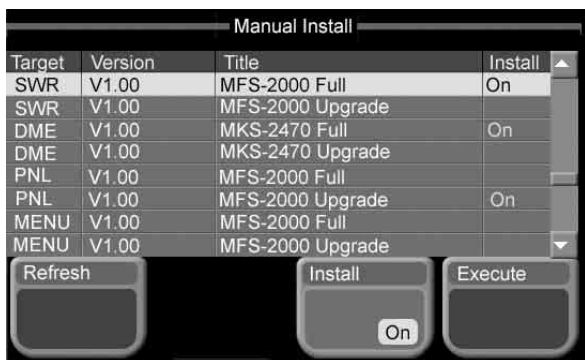 Manual Install
Target Version Title Install
SWR V1.00 MFS-2000 Full On
SWR V1.00 MFS-2000 Upgrade
DME V1.00 MKS-2470 Full On
DME V1.00 MKS-2470 Upgrade
PNL V1.00 MFS-2000 Full
PNL V1.00 MFS-2000 Upgrade On
MENU V1.00 MFS-2000 Full
MENU V1.00 MFS-2000 Upgrade
Refresh Install Execute
On